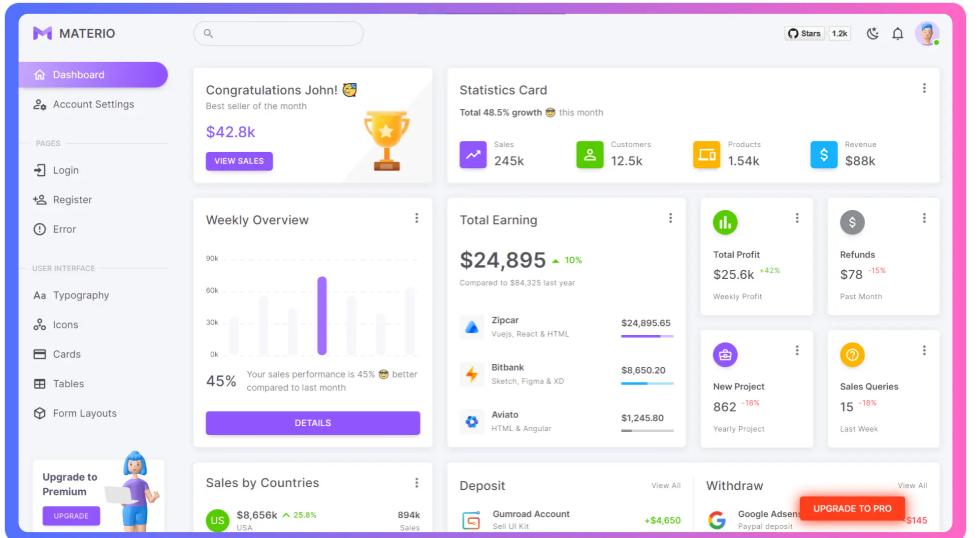 MATERIO
Stars 1.2k
Dashboard
Account Settings
PAGES
Login
Register
Error
USER INTERFACE
Aa Typography
Icons
Cards
Tables
Form Layouts
Upgrade to
Premium
UPGRADE
Congratulations John! 🥳
Best seller of the month
$42.8k
VIEW SALES
Statistics Card
Total 48.5% growth 😎 this month
Sales
245k
Customers
12.5k
Products
1.54k
Revenue
$88k
Weekly Overview
90k
60k
30k
0k
45%
Your sales performance is 45% 😎 better
compared to last month
DETAILS
Total Earning
$24,895 10%
Compared to $84,325 last year
Zipcar
Vuejs, React & HTML
$24,895.65
Bitbank
Sketch, Figma & XD
$8,650.20
Aviato
HTML & Angular
$1,245.80
Total Profit
$25.6k +42%
Weekly Profit
$
Refunds
$78 -15%
Past Month
New Project
862 -18%
Yearly Project
Sales Queries
15 -18%
Last Week
Sales by Countries
US
$8,656k 25.8%
USA
894k
Sales
Deposit
View All
Gumroad Account
Sell UI Kit
+$4,650
Withdraw
View All
Google Adsens
Paypal deposit
-$145
UPGRADE TO PRO